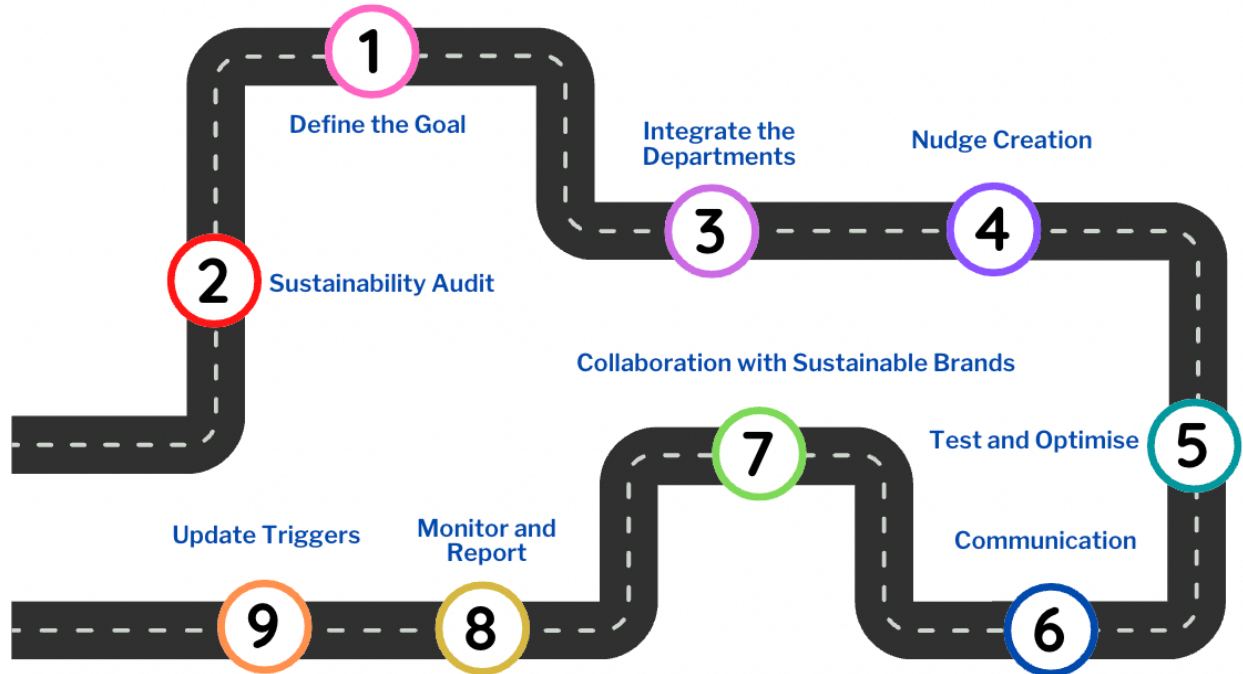 1
Define the Goal
2
Sustainability Audit
Integrate the
Departments
3
Nudge Creation
4
Test and Optimise
5
Communication
6
Collaboration with Sustainable Brands
7
Monitor and
Report
8
Update Triggers
9